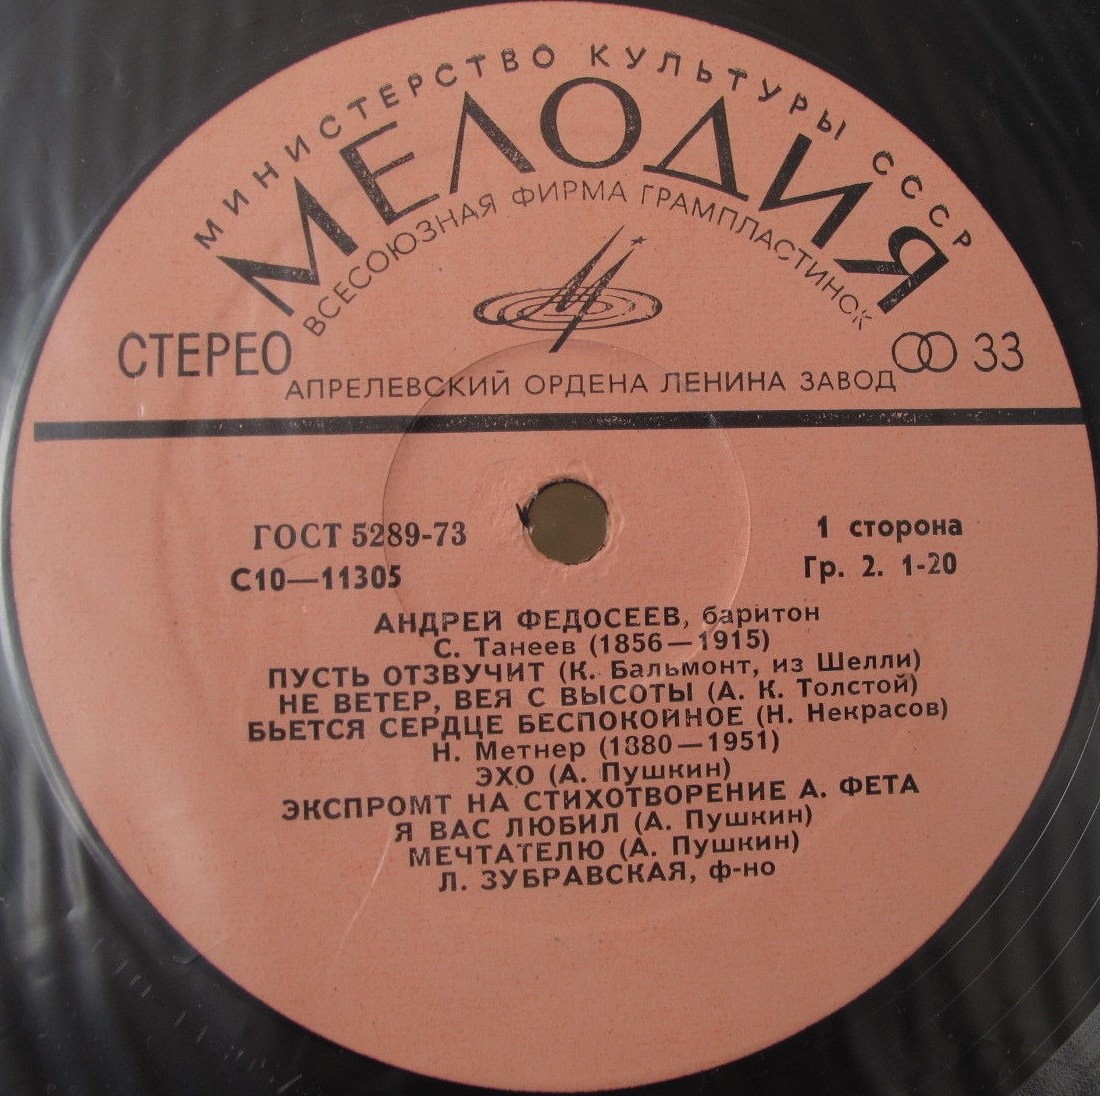 МИНИСТЕРСТВО КУЛЬТУРЫ СССР
МЕЛОДИЯ
ВСЕСОЮЗНАЯ ФИРМА ГРАМПЛАСТИНОК
СТЕРЕО
33
АПРЕЛЕВСКИЙ ОРДЕНА ЛЕНИНА ЗАВОД
ГОСТ 5289-73
1 сторона
С10—11305
Гр. 2. 1-20
АНДРЕЙ ФЕДОСЕЕВ, баритон
С. Танеев (1856—1915)
ПУСТЬ ОТЗВУЧИТ (К. Бальмонт, из Шелли)
НЕ ВЕТЕР, ВЕЯ С ВЫСОТЫ (А. К. Толстой)
БЬЕТСЯ СЕРДЦЕ БЕСПОКОЙНОЕ (Н. Некрасов)
Н. Метнер (1880—1951)
ЭХО (А. Пушкин)
ЭКСПРОМТ НА СТИХОТВОРЕНИЕ А. ФЕТА
Я ВАС ЛЮБИЛ (А. Пушкин)
МЕЧТАТЕЛЮ (А. Пушкин)
Л. ЗУБРАВСКАЯ, ф-но